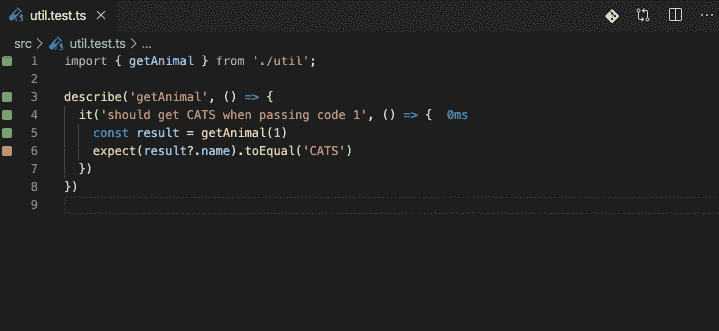 util.test.ts
src > util.test.ts > ...
1 import { getAnimal } from './util';
2
3 describe('getAnimal', () => {
4 it('should get CATS when passing code 1', () => { 0ms
5 const result = getAnimal(1)
6 expect(result?.name).toEqual('CATS')
7 })
8 })
9